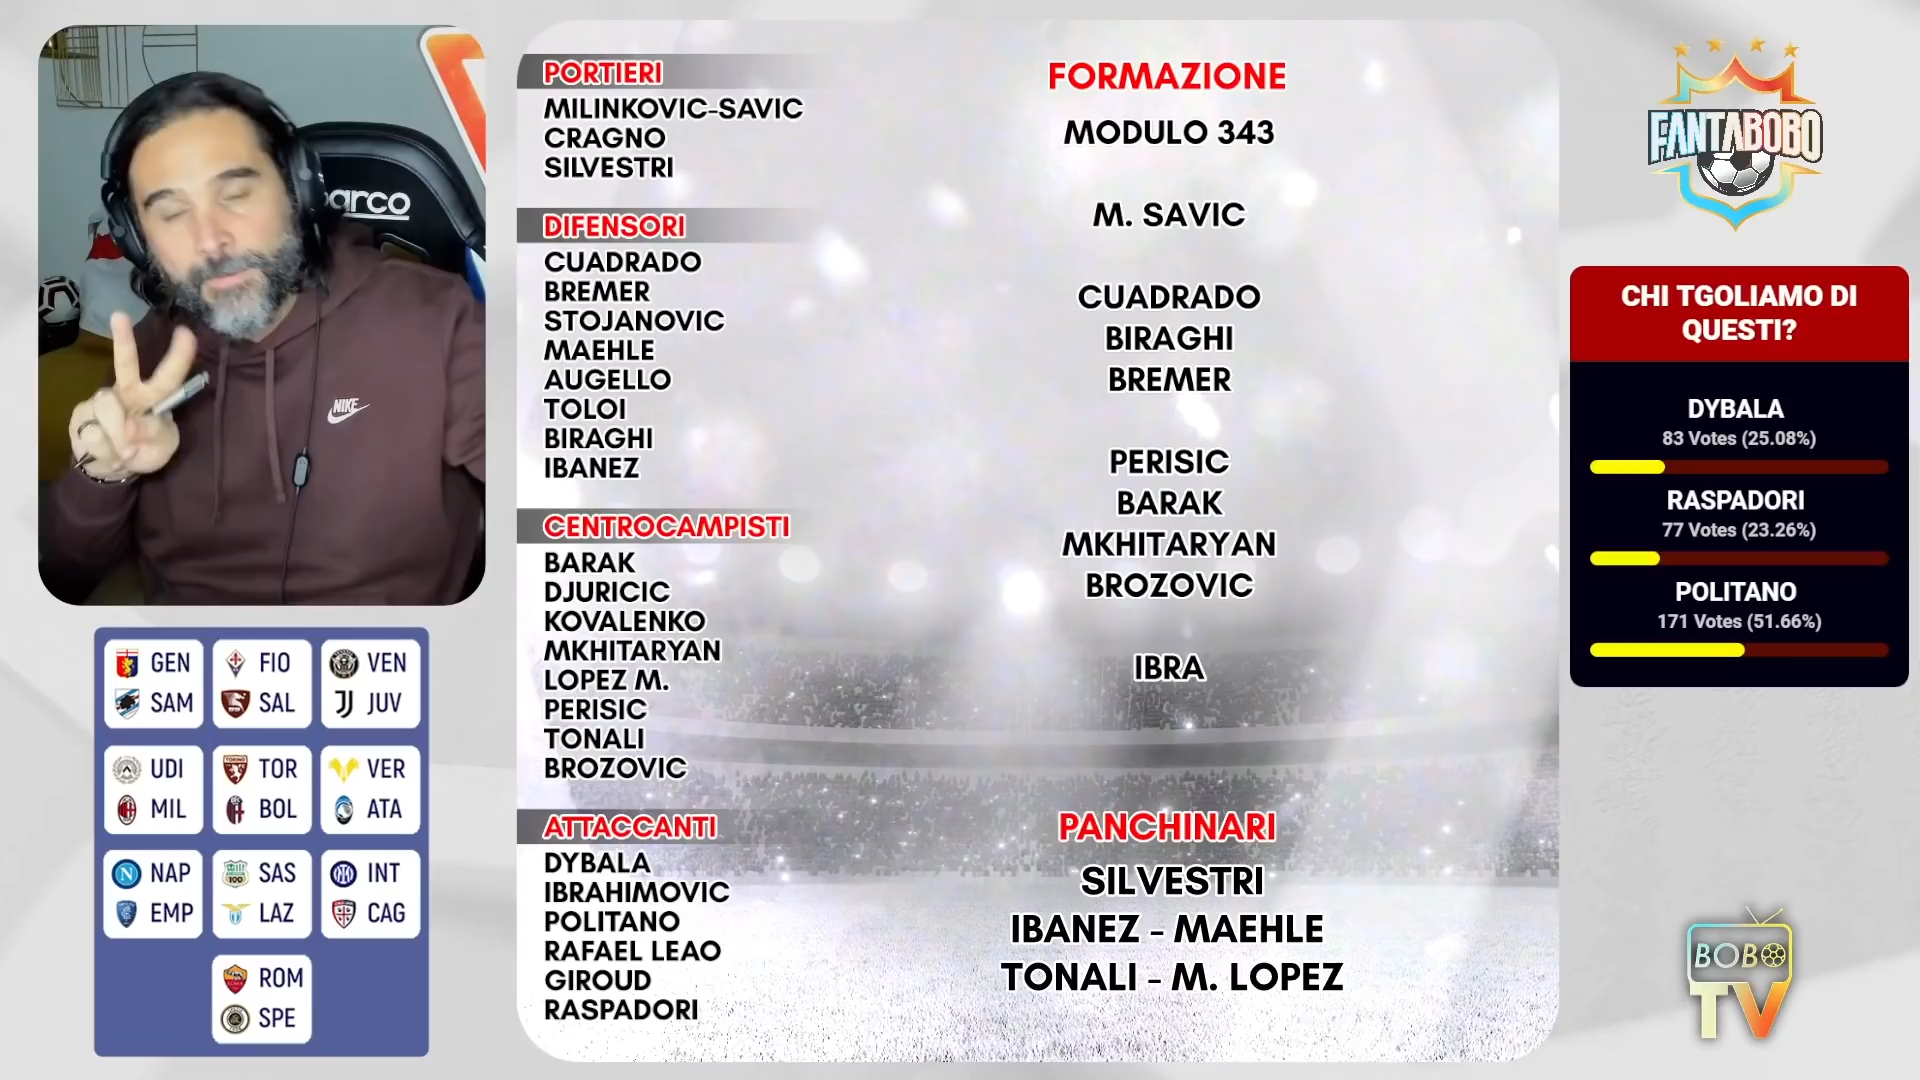 parco
NIKE
GEN
SAM
FIO
SAL
VEN
JUV
UDI
MIL
TOR
BOL
VER
ATA
NAP
EMP
SAS
LAZ
INT
CAG
ROM
SPE
PORTIERI
MILINKOVIC-SAVIC
CRAGNO
SILVESTRI
DIFENSORI
CUADRADO
BREMER
STOJANOVIC
MAEHLE
AUGELLO
TOLOI
BIRAGHI
IBANEZ
CENTROCAMPISTI
BARAK
DJURICIC
KOVALENKO
MKHITARYAN
LOPEZ M.
PERISIC
TONALI
BROZOVIC
ATTACCANTI
DYBALA
IBRAHIMOVIC
POLITANO
RAFAEL LEAO
GIROUD
RASPADORI
FORMAZIONE
MODULO 343
M. SAVIC
CUADRADO
BIRAGHI
BREMER
PERISIC
BARAK
MKHITARYAN
BROZOVIC
IBRA
PANCHINARI
SILVESTRI
IBANEZ - MAEHLE
TONALI - M. LOPEZ
FANTABOBO
CHI TGOLIAMO DI
QUESTI?
DYBALA
83 Votes (25.08%)
RASPADORI
77 Votes (23.26%)
POLITANO
171 Votes (51.66%)
BOBO
TV